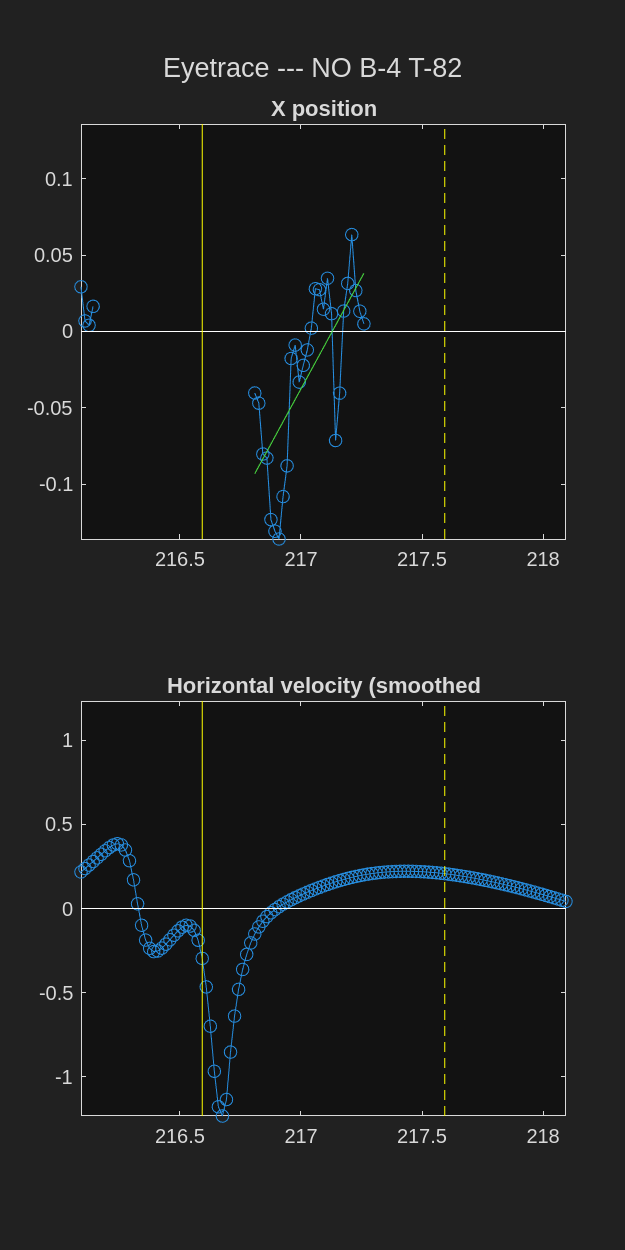 Eyetrace --- NO B-4 T-82
X position
0.1
0.05
0
-0.05
-0.1
216.5 217 217.5 218
Horizontal velocity (smoothed
1
0.5
0
-0.5
-1
216.5 217 217.5 218